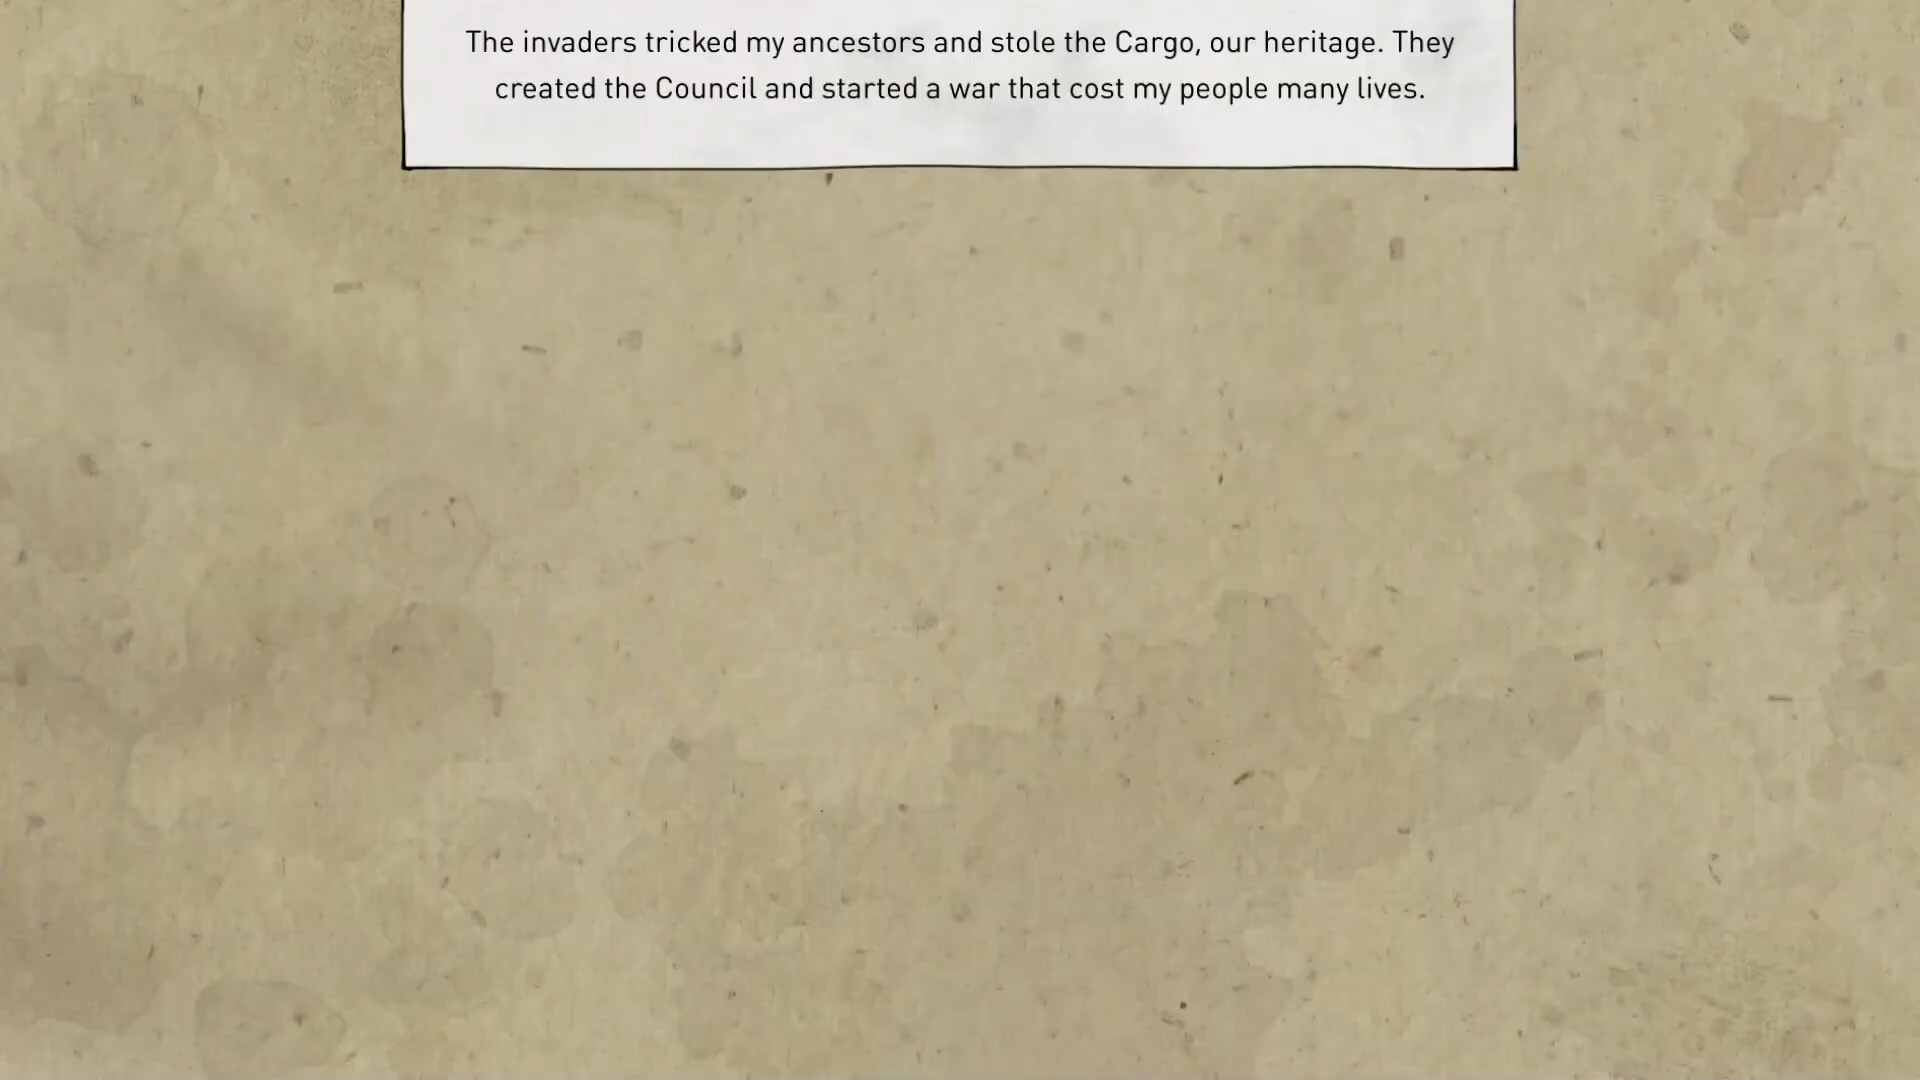 The invaders tricked my ancestors and stole the Cargo, our heritage. They
created the Council and started a war that cost my people many lives.